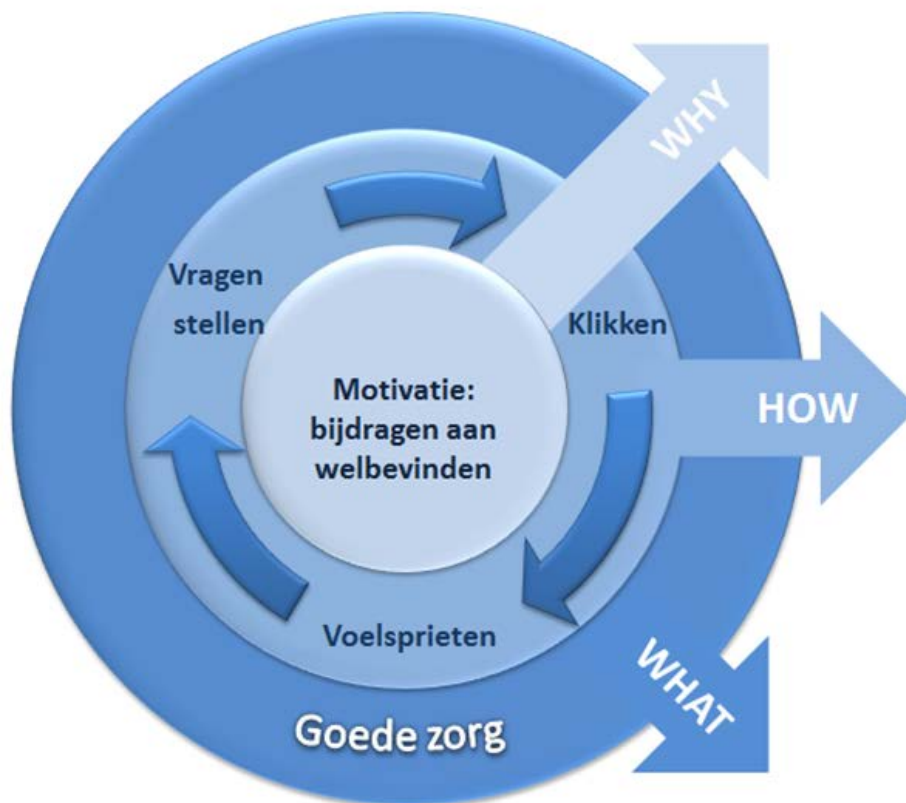 WHY
Vragen
stellen
Klikken
Motivatie:
bijdragen aan
welbevinden
HOW
Voelsprieten
WHAT
Goede zorg